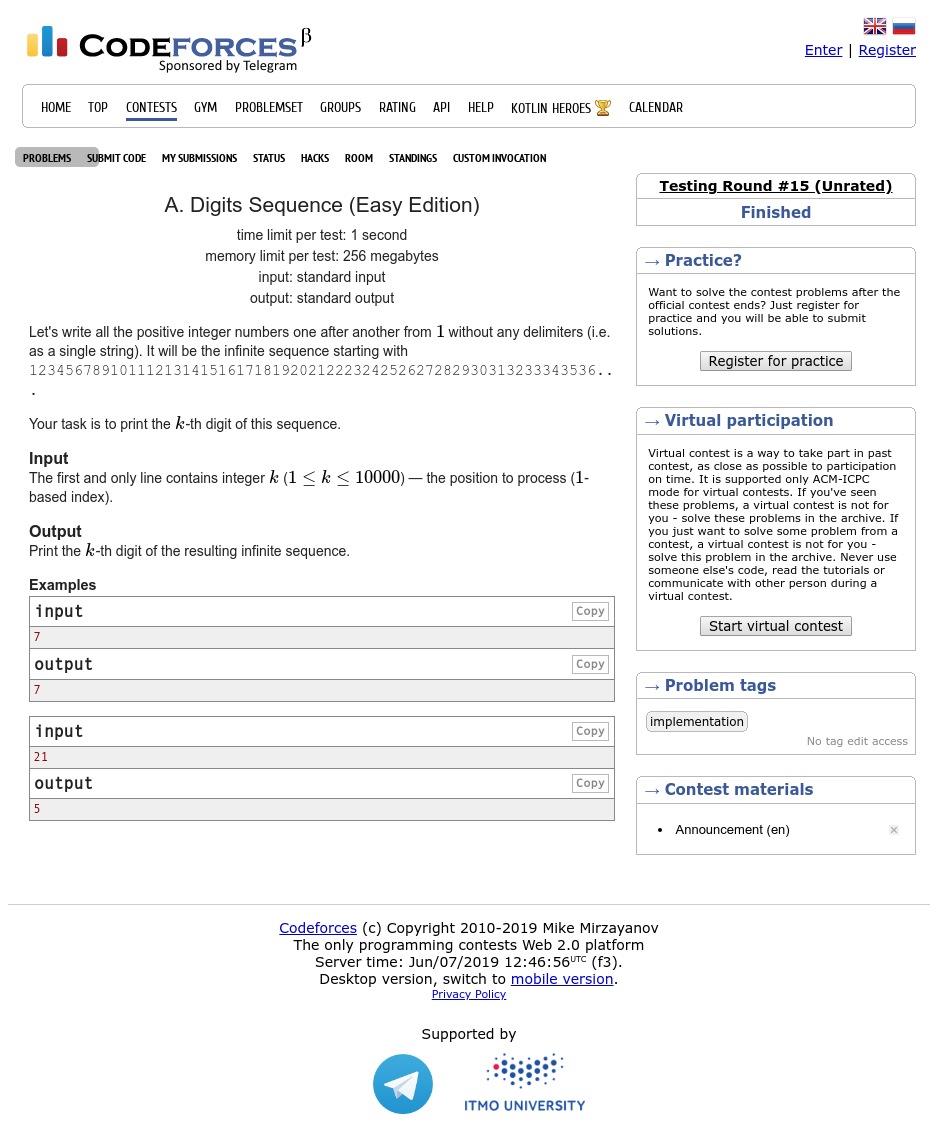 CODEFORCES β
Sponsored by Telegram
Enter | Register
HOME TOP CONTESTS GYM PROBLEMSET GROUPS RATING API HELP KOTLIN HEROES CALENDAR
PROBLEMS SUBMIT CODE MY SUBMISSIONS STATUS HACKS ROOM STANDINGS CUSTOM INVOCATION
A. Digits Sequence (Easy Edition)
time limit per test: 1 second
memory limit per test: 256 megabytes
input: standard input
output: standard output
Let's write all the positive integer numbers one after another from 1 without any delimiters (i.e.
as a single string). It will be the infinite sequence starting with
123456789101112131415161718192021222324252627282930313233343536..
.
Your task is to print the k-th digit of this sequence.
Input
The first and only line contains integer k (1 ≤ k ≤ 10000) — the position to process (1-
based index).
Output
Print the k-th digit of the resulting infinite sequence.
Examples
input Copy
7
output Copy
7
input Copy
21
output Copy
5
Testing Round #15 (Unrated)
Finished
→ Practice?
Want to solve the contest problems after the
official contest ends? Just register for
practice and you will be able to submit
solutions.
Register for practice
→ Virtual participation
Virtual contest is a way to take part in past
contest, as close as possible to participation
on time. It is supported only ACM-ICPC
mode for virtual contests. If you've seen
these problems, a virtual contest is not for
you - solve these problems in the archive. If
you just want to solve some problem from a
contest, a virtual contest is not for you -
solve this problem in the archive. Never use
someone else's code, read the tutorials or
communicate with other person during a
virtual contest.
Start virtual contest
→ Problem tags
implementation
No tag edit access
→ Contest materials
• Announcement (en) ×
Codeforces (c) Copyright 2010-2019 Mike Mirzayanov
The only programming contests Web 2.0 platform
Server time: Jun/07/2019 12:46:56UTC (f3).
Desktop version, switch to mobile version.
Privacy Policy
Supported by
ITMO UNIVERSITY